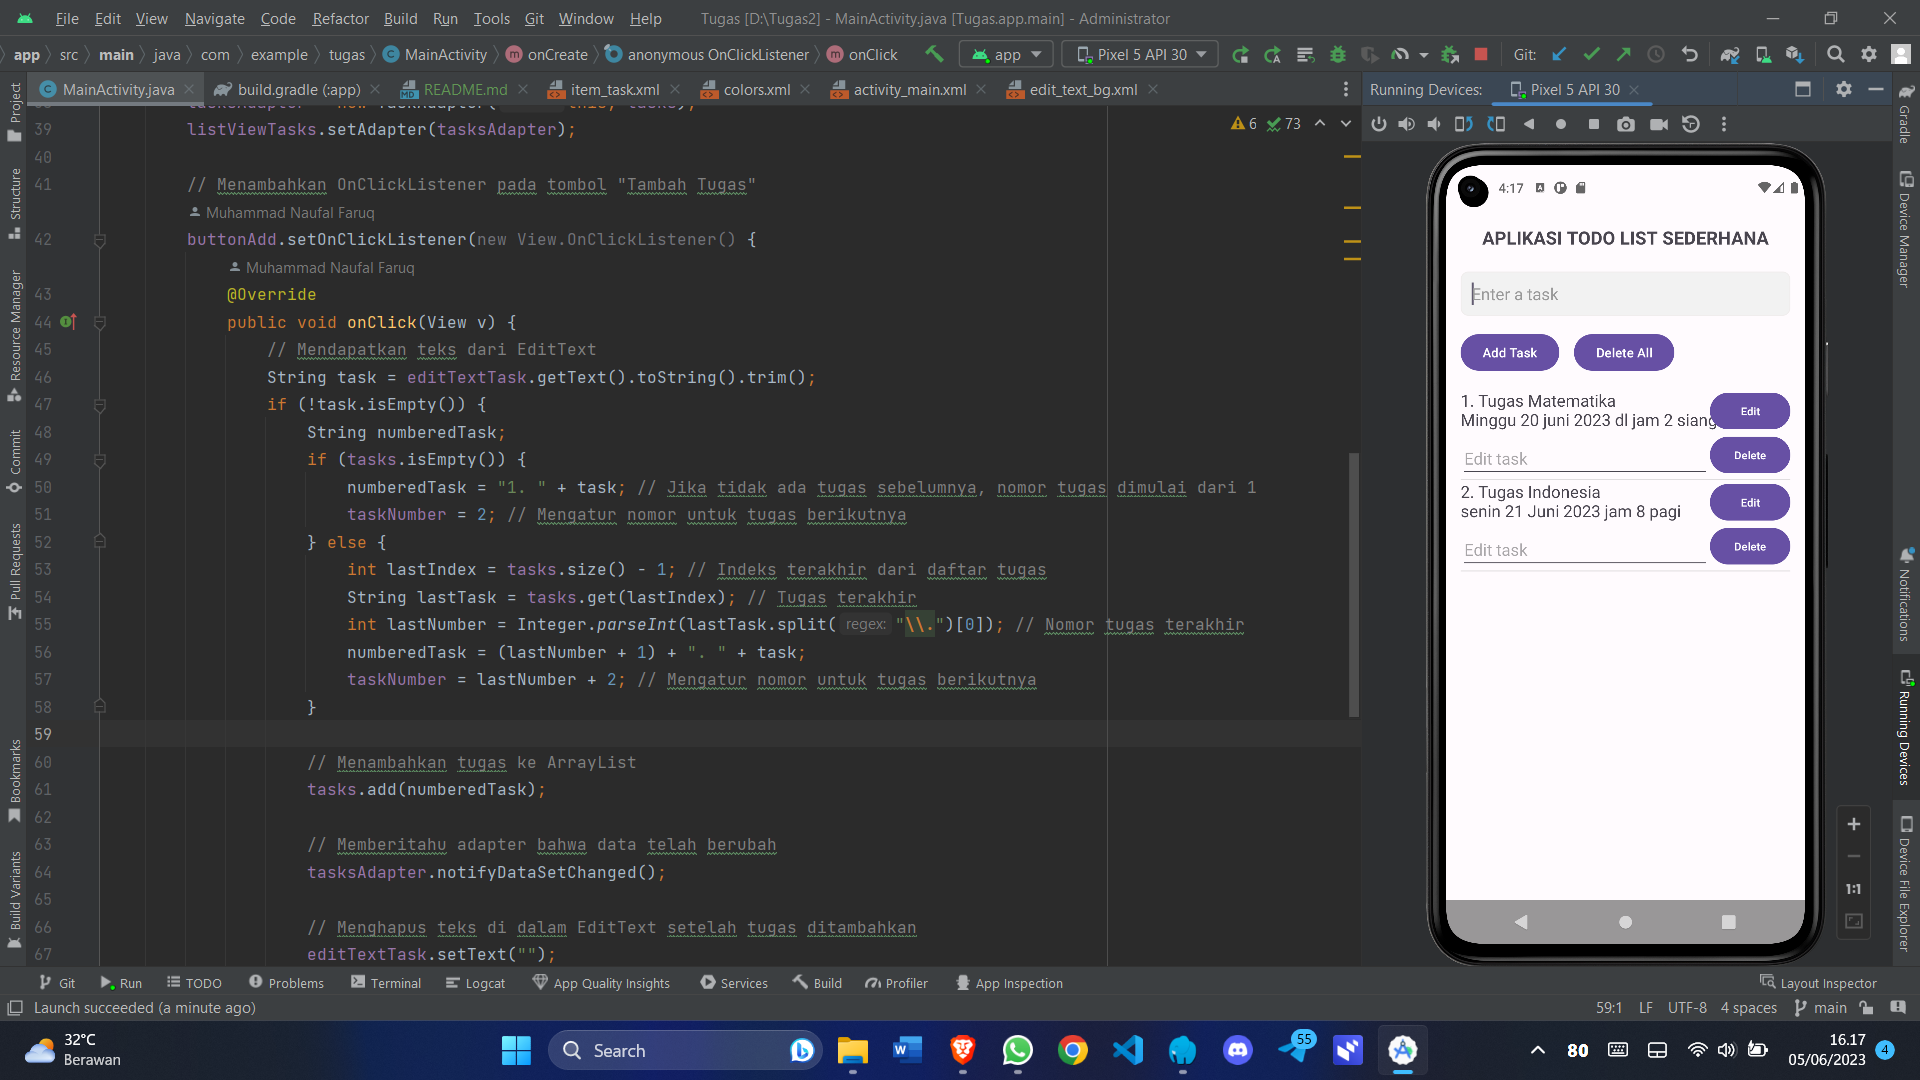 File Edit View Navigate Code Refactor Build Run Tools Git Window Help Tugas [D:\Tugas2] - MainActivity.java [Tugas.app.main] - Administrator
app src main java com example tugas MainActivity onCreate anonymous OnClickListener onClick app Pixel 5 API 30 Git:
MainActivity.java build.gradle (:app) README.md item_task.xml colors.xml activity_main.xml edit_text_bg.xml Running Devices: Pixel 5 API 30
39 listViewTasks.setAdapter(tasksAdapter);
6 73
40
41 // Menambahkan OnClickListener pada tombol "Tambah Tugas"
Muhammad Naufal Faruq
42 buttonAdd.setOnClickListener(new View.OnClickListener() {
Muhammad Naufal Faruq
43 @Override
44 public void onClick(View v) {
45 // Mendapatkan teks dari EditText
46 String task = editTextTask.getText().toString().trim();
47 if (!task.isEmpty()) {
48 String numberedTask;
49 if (tasks.isEmpty()) {
50 numberedTask = "1. " + task; // Jika tidak ada tugas sebelumnya, nomor tugas dimulai dari 1
51 taskNumber = 2; // Mengatur nomor untuk tugas berikutnya
52 } else {
53 int lastIndex = tasks.size() - 1; // Indeks terakhir dari daftar tugas
54 String lastTask = tasks.get(lastIndex); // Tugas terakhir
55 int lastNumber = Integer.parseInt(lastTask.split( regex: "\\.")[0]); // Nomor tugas terakhir
56 numberedTask = (lastNumber + 1) + ". " + task;
57 taskNumber = lastNumber + 2; // Mengatur nomor untuk tugas berikutnya
58 }
59
60 // Menambahkan tugas ke ArrayList
61 tasks.add(numberedTask);
62
63 // Memberitahu adapter bahwa data telah berubah
64 tasksAdapter.notifyDataSetChanged();
65
66 // Menghapus teks di dalam EditText setelah tugas ditambahkan
67 editTextTask.setText("");
Project
Structure
Resource Manager
Commit
Pull Requests
Bookmarks
Build Variants
4:17
APLIKASI TODO LIST SEDERHANA
Enter a task
Add Task Delete All
1. Tugas Matematika
Minggu 20 juni 2023 dl jam 2 siang
Edit
Edit task
Delete
2. Tugas Indonesia
senin 21 Juni 2023 jam 8 pagi
Edit
Edit task
Delete
1:1
Gradle
Device Manager
Notifications
Running Devices
Device File Explorer
Git Run TODO Problems Terminal Logcat App Quality Insights Services Build Profiler App Inspection Layout Inspector
Launch succeeded (a minute ago) 59:1 LF UTF-8 4 spaces main
32°C
Berawan
Search
55
80
16.17
05/06/2023
4